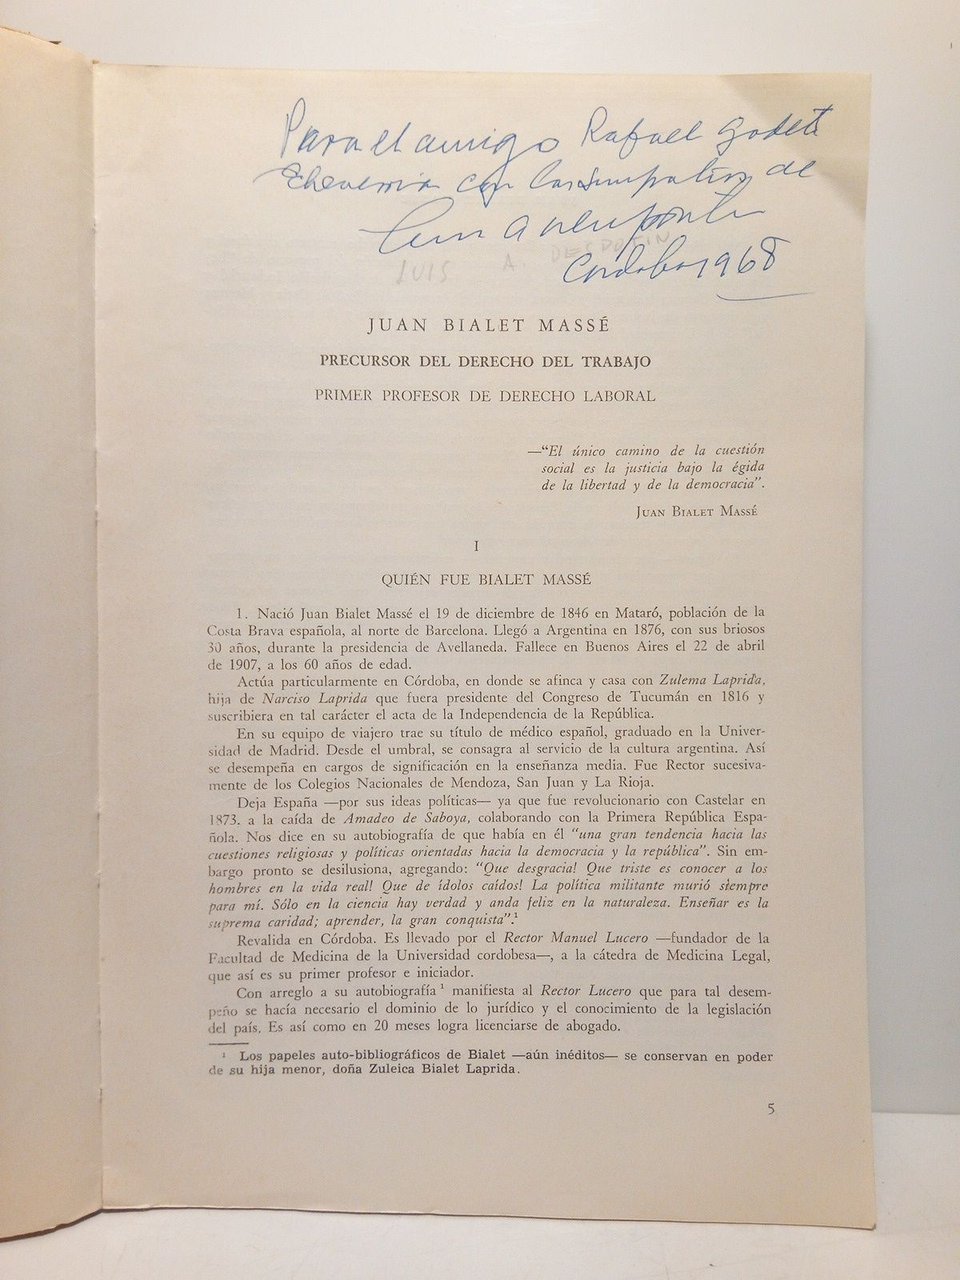 Para el amigo Rafael Godet
Echeverria con las simpatias de
Luis A
LUIS A. DESPOTIN
Cordoba, 1968
JUAN BIALET MASSÉ
PRECURSOR DEL DERECHO DEL TRABAJO
PRIMER PROFESOR DE DERECHO LABORAL
—“El único camino de la cuestión
social es la justicia bajo la égida
de la libertad y de la democracia”.
JUAN BIALET MASSÉ
I
QUIÉN FUE BIALET MASSÉ
1. Nació Juan Bialet Massé el 19 de diciembre de 1846 en Mataró, población de la
Costa Brava española, al norte de Barcelona. Llegó a Argentina en 1876, con sus briosos
30 años, durante la presidencia de Avellaneda. Fallece en Buenos Aires el 22 de abril
de 1907, a los 60 años de edad.
Actúa particularmente en Córdoba, en donde se afinca y casa con Zulema Laprida,
hija de Narciso Laprida que fuera presidente del Congreso de Tucumán en 1816 y
suscribiera en tal carácter el acta de la Independencia de la República.
En su equipo de viajero trae su título de médico español, graduado en la Univer-
sidad de Madrid. Desde el umbral, se consagra al servicio de la cultura argentina. Así
se desempeña en cargos de significación en la enseñanza media. Fue Rector sucesiva-
mente de los Colegios Nacionales de Mendoza, San Juan y La Rioja.
Deja España —por sus ideas políticas— ya que fue revolucionario con Castelar en
1873, a la caída de Amadeo de Saboya, colaborando con la Primera República Espa-
ñola. Nos dice en su autobiografía de que había en él “una gran tendencia hacia las
cuestiones religiosas y políticas orientadas hacia la democracia y la república”. Sin em-
bargo pronto se desilusiona, agregando: “Que desgracia! Que triste es conocer a los
hombres en la vida real! Que de ídolos caídos! La política militante murió siempre
para mí. Sólo en la ciencia hay verdad y anda feliz en la naturaleza. Enseñar es la
suprema caridad; aprender, la gran conquista”.¹
Revalida en Córdoba. Es llevado por el Rector Manuel Lucero —fundador de la
Facultad de Medicina de la Universidad cordobesa—, a la cátedra de Medicina Legal,
que así es su primer profesor e iniciador.
Con arreglo a su autobiografía ¹ manifiesta al Rector Lucero que para tal desem-
peño se hacía necesario el dominio de lo jurídico y el conocimiento de la legislación
del país. Es así como en 20 meses logra licenciarse de abogado.
¹ Los papeles auto-bibliográficos de Bialet —aún inéditos— se conservan en poder
de su hija menor, doña Zuleica Bialet Laprida.
5